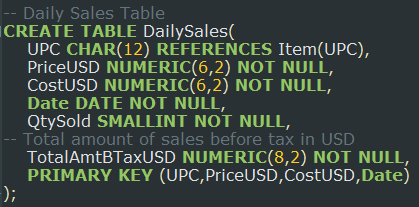 -- Daily Sales Table
CREATE TABLE DailySales(
UPC CHAR(12) REFERENCES Item(UPC),
PriceUSD NUMERIC(6,2) NOT NULL,
CostUSD NUMERIC(6,2) NOT NULL,
Date DATE NOT NULL,
QtySold SMALLINT NOT NULL,
-- Total amount of sales before tax in USD
TotalAmtBTaxUSD NUMERIC(8,2) NOT NULL,
PRIMARY KEY (UPC,PriceUSD,CostUSD,Date)
);